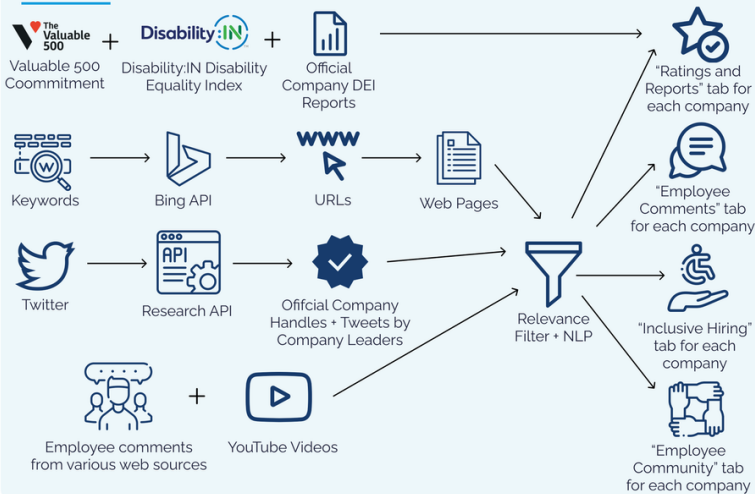 The
Valuable
500
Disability:IN
Valuable 500
Coommitment
+
Disability:IN Disability
Equality Index
+
Official
Company DEI
Reports
"Ratings and
Reports" tab for
each company
Keywords
W
Bing API
WWW
URLs
Web Pages
"Employee
Comments" tab
for each company
Twitter
API
Research API
Ofifcial Company
Handles + Tweets by
Company Leaders
Relevance
Filter + NLP
"Inclusive Hiring"
tab for each
company
Employee comments
from various web sources
+
YouTube Videos
"Employee
Community" tab
for each company